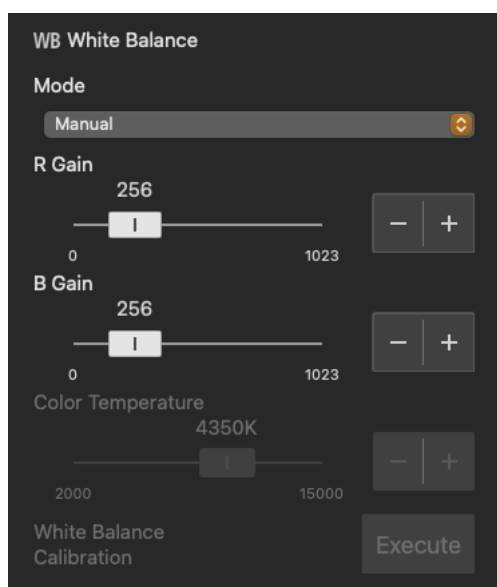 WB White Balance
Mode
Manual
R Gain
256
0 1023
B Gain
256
0 1023
Color Temperature
4350K
2000 15000
White Balance
Calibration
Execute